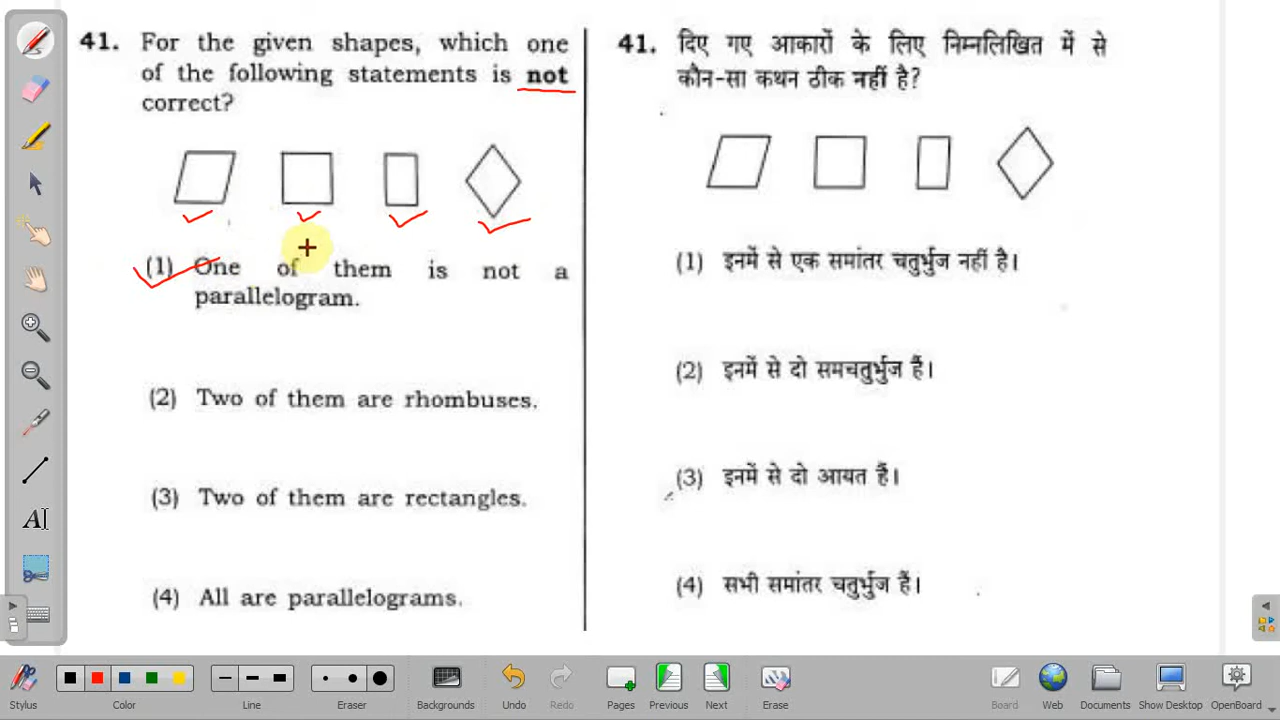 41. For the given shapes, which one
of the following statements is not
correct?
(1) One of them is not a
parallelogram.
(2) Two of them are rhombuses.
(3) Two of them are rectangles.
(4) All are parallelograms.
41. दिए गए आकारों के लिए निम्नलिखित में से
कौन-सा कथन ठीक नहीं है?
(1) इनमें से एक समांतर चतुर्भुज नहीं है।
(2) इनमें से दो समचतुर्भुज हैं।
(3) इनमें से दो आयत हैं।
(4) सभी समांतर चतुर्भुज हैं।
Stylus Color Line Eraser Backgrounds Undo Redo Pages Previous Next Erase Board Web Documents Show Desktop OpenBoard